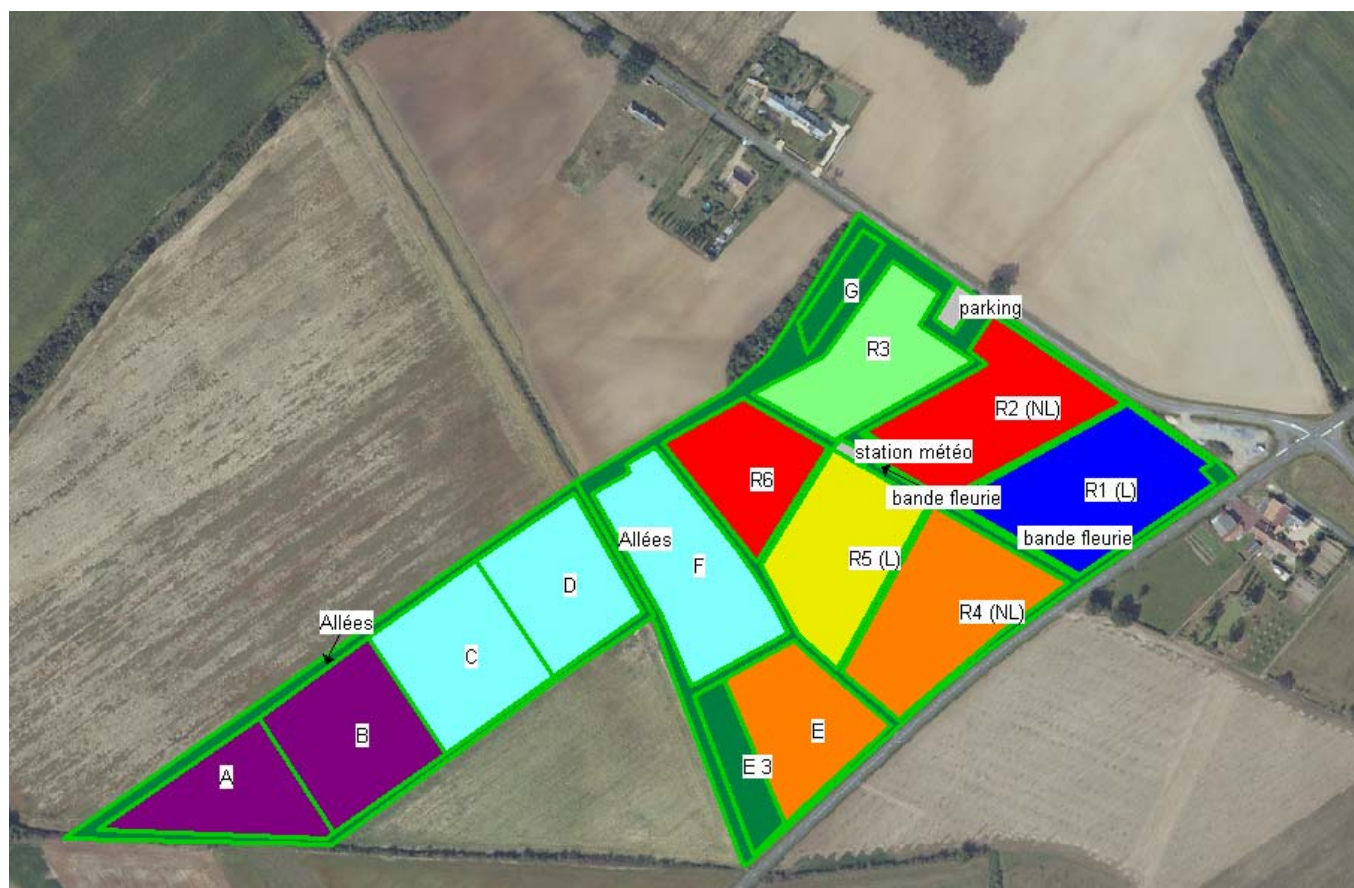 G
parking
R3
R2 (NL)
station météo
R6
R1 (L)
bande fleurie
bande fleurie
Allées
R5 (L)
F
D
R4 (NL)
Allées
C
E
B
E 3
A